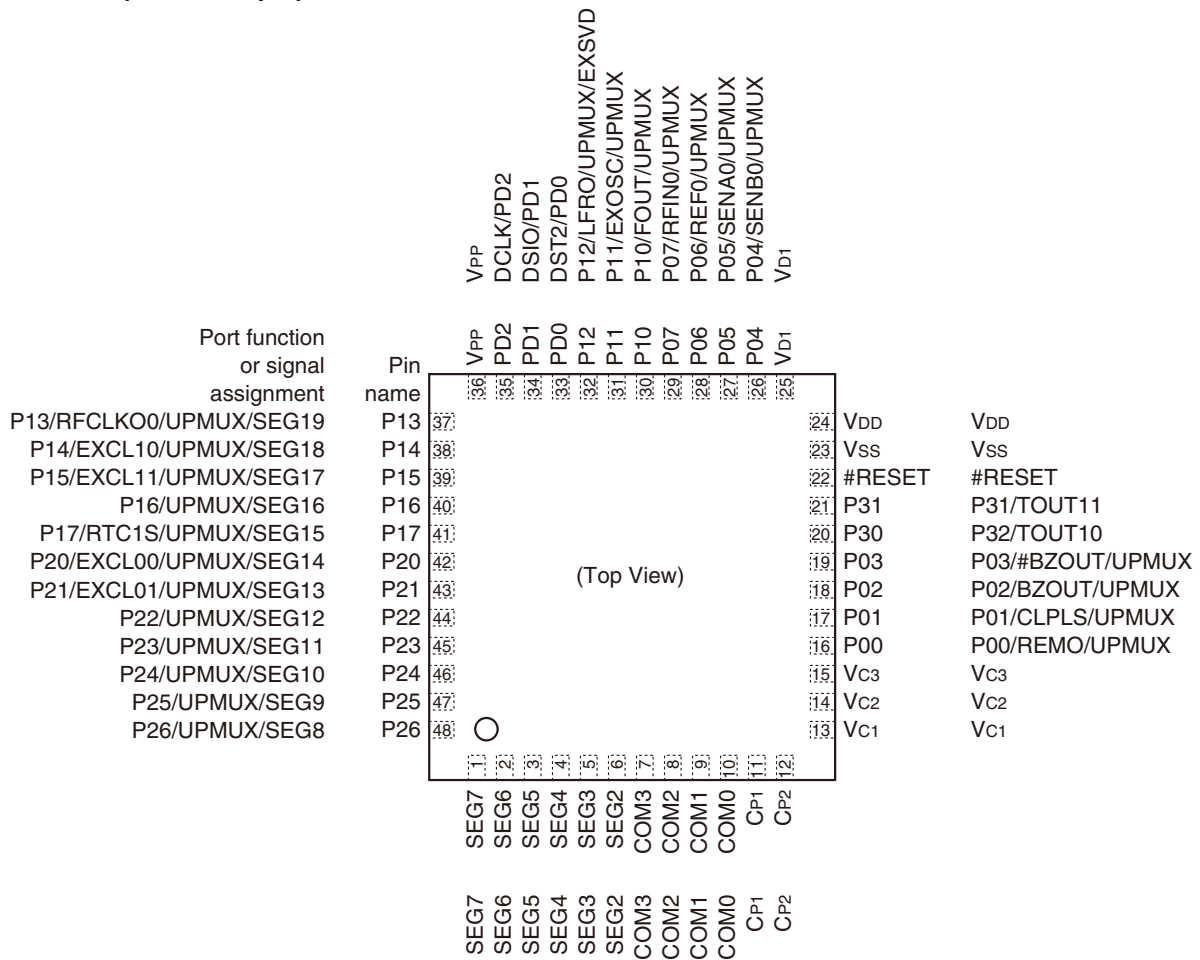 VPP
DCLK/PD2
DSIO/PD1
DST2/PD0
P12/LFRO/UPMUX/EXSVD
P11/EXOSC/UPMUX
P10/FOUT/UPMUX
P07/RFIN0/UPMUX
P06/REF0/UPMUX
P05/SENA0/UPMUX
P04/SENB0/UPMUX
VD1
Port function
or signal
assignment
Pin
name
VPP
PD2
PD1
PD0
P12
P11
P10
P07
P06
P05
P04
VD1
36
35
34
33
32
31
30
29
28
27
26
25
P13/RFCLKO0/UPMUX/SEG19 P13 37
P14/EXCL10/UPMUX/SEG18 P14 38
P15/EXCL11/UPMUX/SEG17 P15 39
P16/UPMUX/SEG16 P16 40
P17/RTC1S/UPMUX/SEG15 P17 41
P20/EXCL00/UPMUX/SEG14 P20 42
P21/EXCL01/UPMUX/SEG13 P21 43
P22/UPMUX/SEG12 P22 44
P23/UPMUX/SEG11 P23 45
P24/UPMUX/SEG10 P24 46
P25/UPMUX/SEG9 P25 47
P26/UPMUX/SEG8 P26 48
(Top View)
24 VDD VDD
23 VSS VSS
22 #RESET #RESET
21 P31 P31/TOUT11
20 P30 P32/TOUT10
19 P03 P03/#BZOUT/UPMUX
18 P02 P02/BZOUT/UPMUX
17 P01 P01/CLPLS/UPMUX
16 P00 P00/REMO/UPMUX
15 VC3 VC3
14 VC2 VC2
13 VC1 VC1
1
2
3
4
5
6
7
8
9
10
11
12
SEG7
SEG6
SEG5
SEG4
SEG3
SEG2
COM3
COM2
COM1
COM0
CP1
CP2
SEG7
SEG6
SEG5
SEG4
SEG3
SEG2
COM3
COM2
COM1
COM0
CP1
CP2